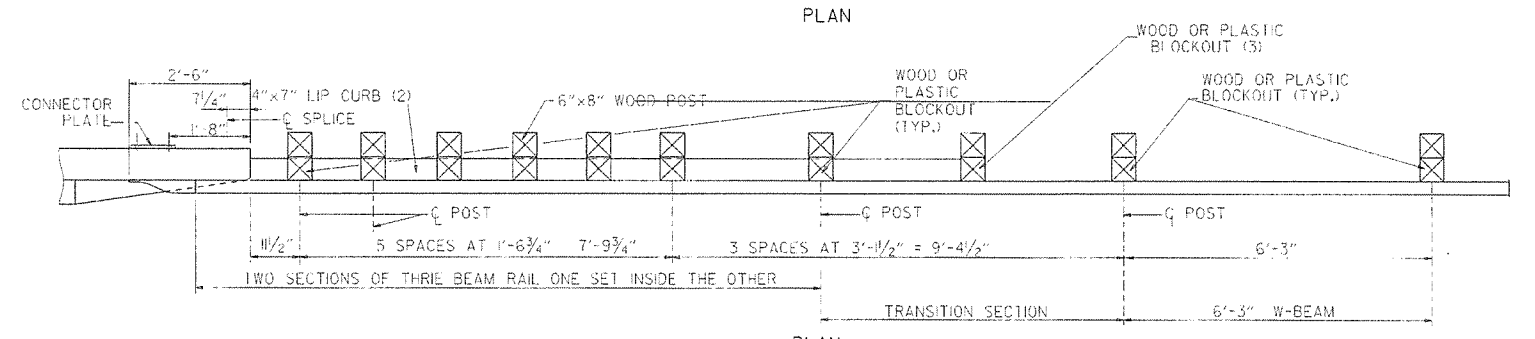 PLAN
WOOD OR PLASTIC
BLOCKOUT (3)
2'-6"
WOOD OR
PLASTIC
BLOCKOUT
(TYP.)
WOOD OR PLASTIC
BLOCKOUT (TYP.)
CONNECTOR
PLATE
7¼"
4"×7" LIP CURB (2)
6"×8" WOOD POST
℄ SPLICE
1'-8"
℄ POST
℄ POST
℄ POST
11½"
5 SPACES AT 1'-6¾" 7'-9¾"
3 SPACES AT 3'-1½" = 9'-4½"
6'-3"
TWO SECTIONS OF THRIE BEAM RAIL ONE SET INSIDE THE OTHER
TRANSITION SECTION
6'-3" W-BEAM
PLAN